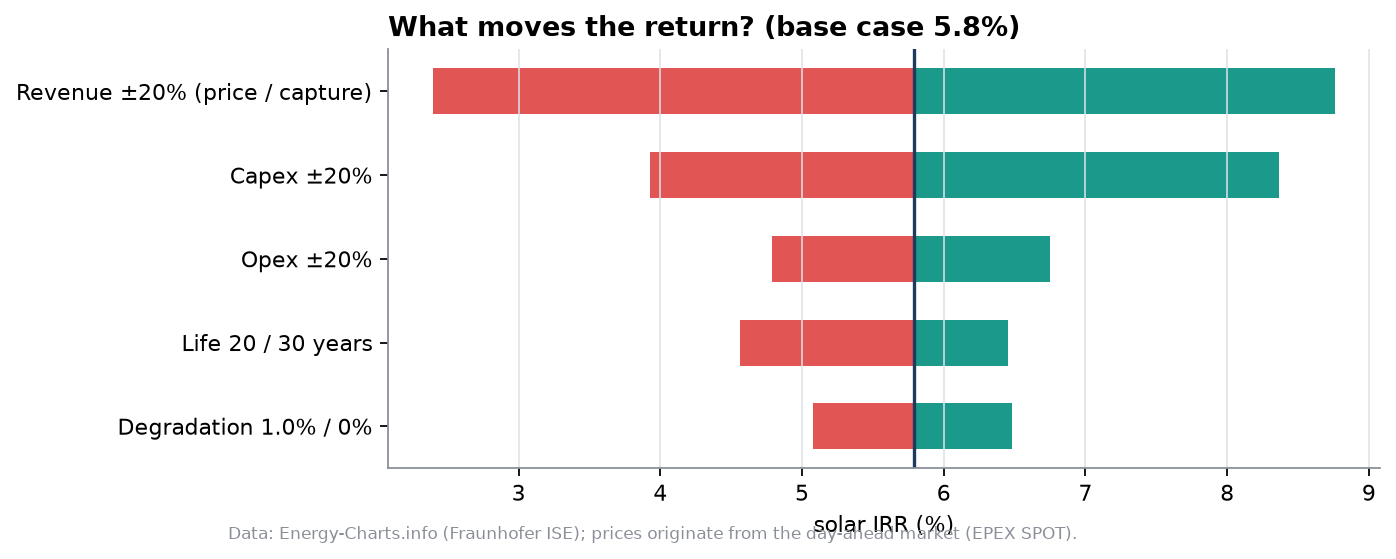 What moves the return? (base case 5.8%)
Revenue ±20% (price / capture)
Capex ±20%
Opex ±20%
Life 20 / 30 years
Degradation 1.0% / 0%
3 4 5 6 7 8 9
solar IRR (%)
Data: Energy-Charts.info (Fraunhofer ISE); prices originate from the day-ahead market (EPEX SPOT).